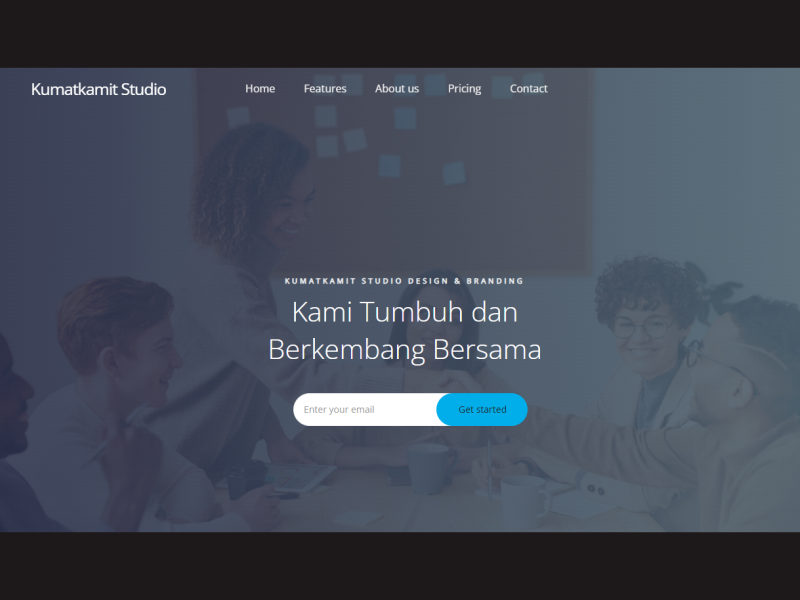 Kumatkamit Studio
Home Features About us Pricing Contact
KUMATKAMIT STUDIO DESIGN & BRANDING
Kami Tumbuh dan
Berkembang Bersama
Enter your email Get started